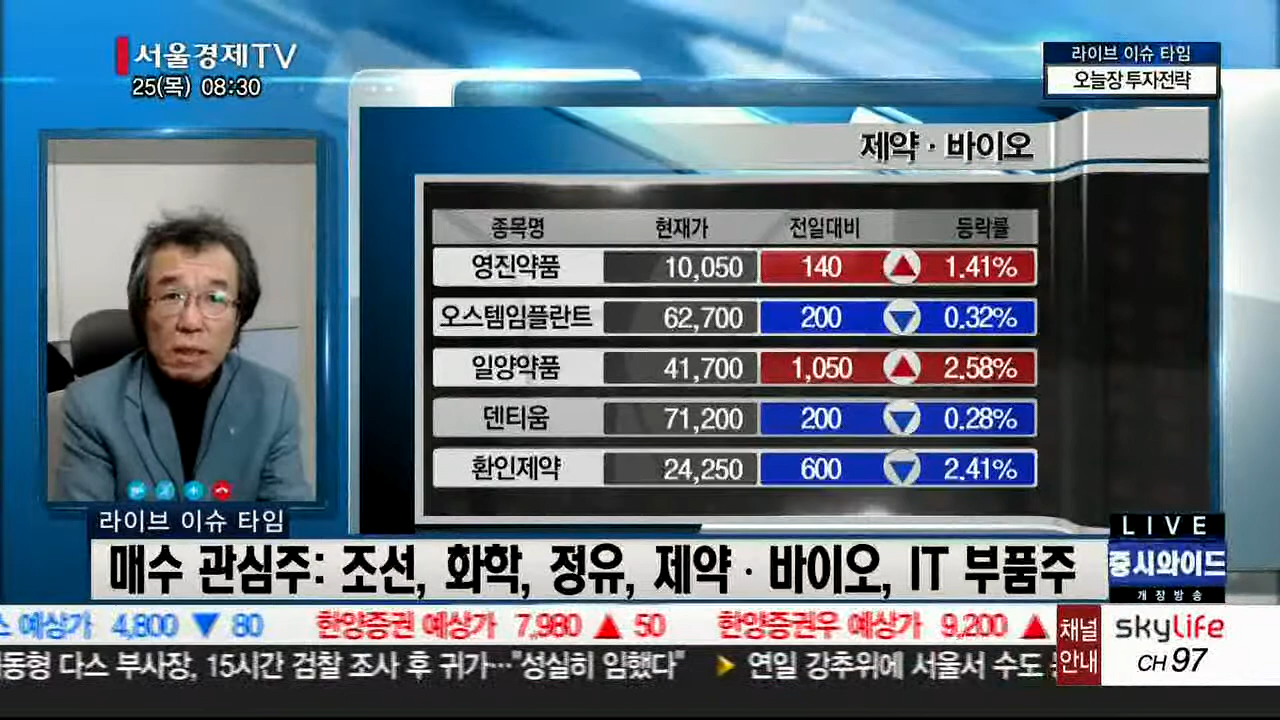 서울경제TV
25(목) 08:30
라이브 이슈 타임
오늘장 투자전략
제약·바이오
종목명 현재가 전일대비 등락률
영진약품 10,050 140 ▲ 1.41%
오스템임플란트 62,700 200 ▼ 0.32%
일양약품 41,700 1,050 ▲ 2.58%
덴티움 71,200 200 ▼ 0.28%
환인제약 24,250 600 ▼ 2.41%
라이브 이슈 타임
매수 관심주: 조선, 화학, 정유, 제약·바이오, IT 부품주
LIVE
증시와이드
개장방송
스 예상가 4,800 ▼ 80 한양증권 예상가 7,980 ▲ 50 한양증권우 예상가 9,200 ▲
동형 다스 부사장, 15시간 검찰 조사 후 귀가…"성실히 임했다" 연일 강추위에 서울서 수도
채널
안내
skylife
CH 97